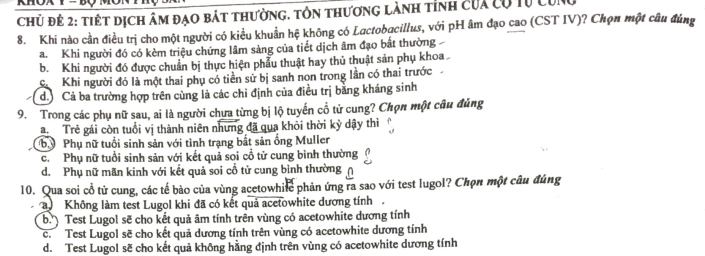 KHOA Y – BỘ MÔN PHỤ SẢN
CHỦ ĐỀ 2: TIẾT DỊCH ÂM ĐẠO BẤT THƯỜNG. TỔN THƯƠNG LÀNH TÍNH CỦA CỔ TỬ CUNG
8. Khi nào cần điều trị cho một người có kiểu khuẩn hệ không có Lactobacillus, với pH âm đạo cao (CST IV)? Chọn một câu đúng
a. Khi người đó có kèm triệu chứng lâm sàng của tiết dịch âm đạo bất thường
b. Khi người đó được chuẩn bị thực hiện phẫu thuật hay thủ thuật sản phụ khoa
c. Khi người đó là một thai phụ có tiền sử bị sanh non trong lần có thai trước
d. Cả ba trường hợp trên cùng là các chỉ định của điều trị bằng kháng sinh
9. Trong các phụ nữ sau, ai là người chưa từng bị lộ tuyến cổ tử cung? Chọn một câu đúng
a. Trẻ gái còn tuổi vị thành niên nhưng đã qua khỏi thời kỳ dậy thì
b. Phụ nữ tuổi sinh sản với tình trạng bất sản ống Muller
c. Phụ nữ tuổi sinh sản với kết quả soi cổ tử cung bình thường
d. Phụ nữ mãn kinh với kết quả soi cổ tử cung bình thường
10. Qua soi cổ tử cung, các tế bào của vùng acetowhite phản ứng ra sao với test lugol? Chọn một câu đúng
a. Không làm test Lugol khi đã có kết quả acetowhite dương tính
b. Test Lugol sẽ cho kết quả âm tính trên vùng có acetowhite dương tính
c. Test Lugol sẽ cho kết quả dương tính trên vùng có acetowhite dương tính
d. Test Lugol sẽ cho kết quả không hằng định trên vùng có acetowhite dương tính